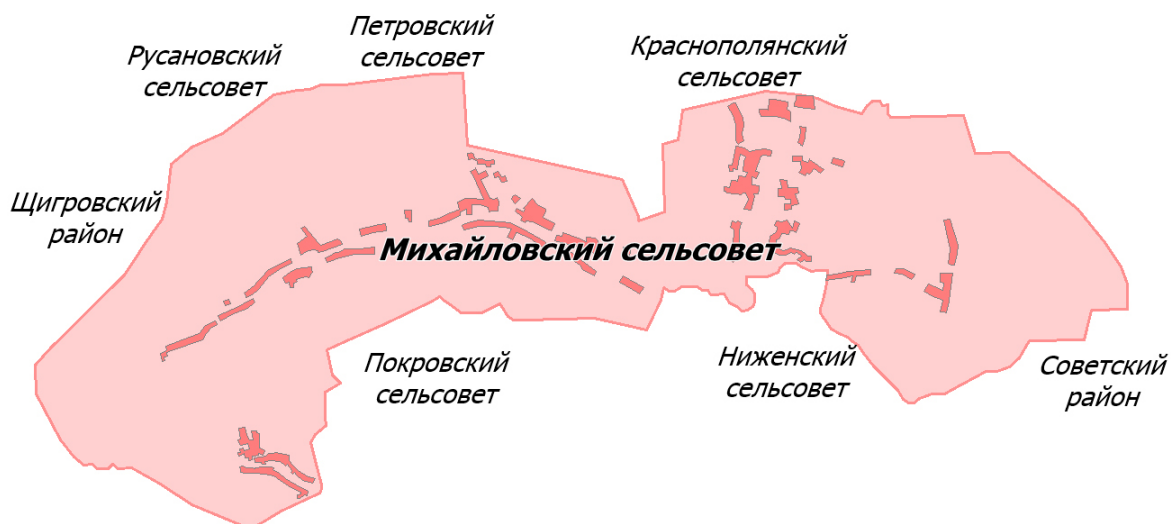 Петровский
сельсовет
Русановский
сельсовет
Краснополянский
сельсовет
Щигровский
район
Михайловский сельсовет
Покровский
сельсовет
Ниженский
сельсовет
Советский
район